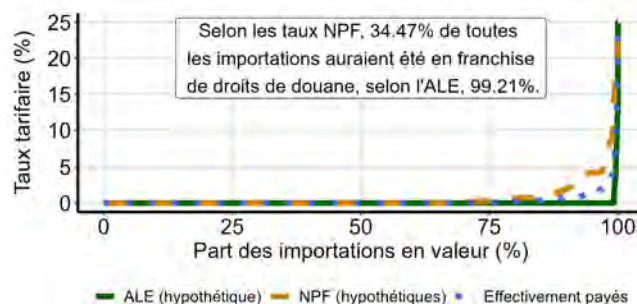 Selon les taux NPF, 34.47% de toutes
les importations auraient été en franchise
de droits de douane, selon l'ALE, 99.21%.
Taux tarifaire (%)
25
20
15
10
5
0
0 25 50 75 100
Part des importations en valeur (%)
ALE (hypothétique) NPF (hypothétiques) Effectivement payés